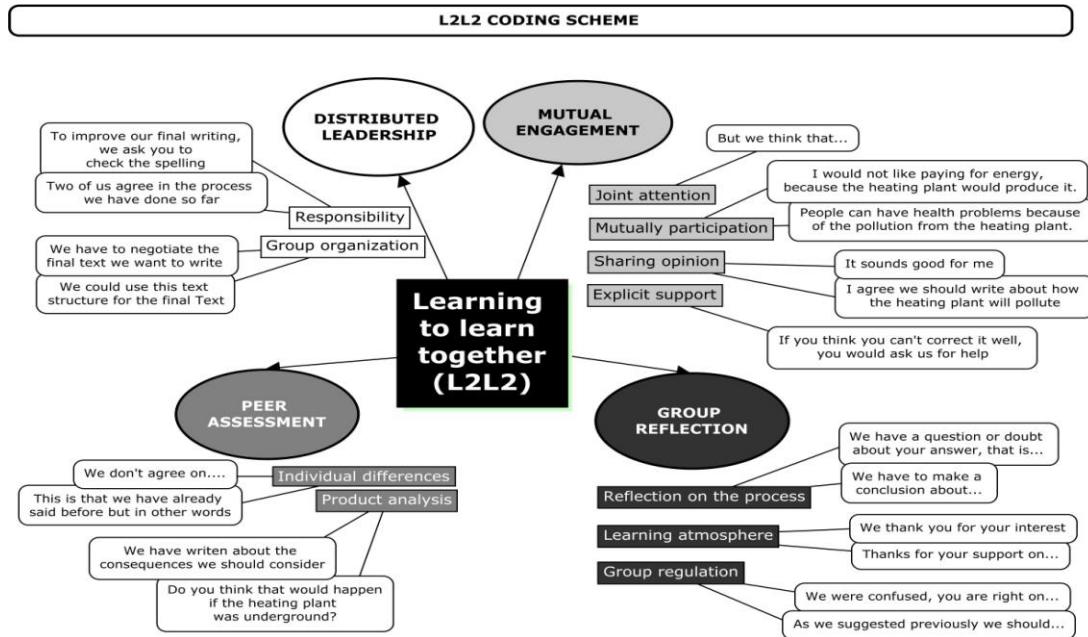 L2L2 CODING SCHEME
DISTRIBUTED
LEADERSHIP
To improve our final writing,
we ask you to
check the spelling
Two of us agree in the process
we have done so far
Responsibility
Group organization
We have to negotiate the
final text we want to write
We could use this text
structure for the final Text
MUTUAL
ENGAGEMENT
But we think that...
Joint attention
I would not like paying for energy,
because the heating plant would produce it.
Mutually participation
People can have health problems because
of the pollution from the heating plant.
Sharing opinion
It sounds good for me
I agree we should write about how
the heating plant will pollute
Explicit support
If you think you can't correct it well,
you would ask us for help
Learning
to learn
together
(L2L2)
PEER
ASSESSMENT
We don't agree on....
Individual differences
This is that we have already
said before but in other words
Product analysis
We have writen about the
consequences we should consider
Do you think that would happen
if the heating plant
was underground?
GROUP
REFLECTION
We have a question or doubt
about your answer, that is...
Reflection on the process
We have to make a
conclusion about...
Learning atmosphere
We thank you for your interest
Thanks for your support on...
Group regulation
We were confused, you are right on...
As we suggested previously we should...